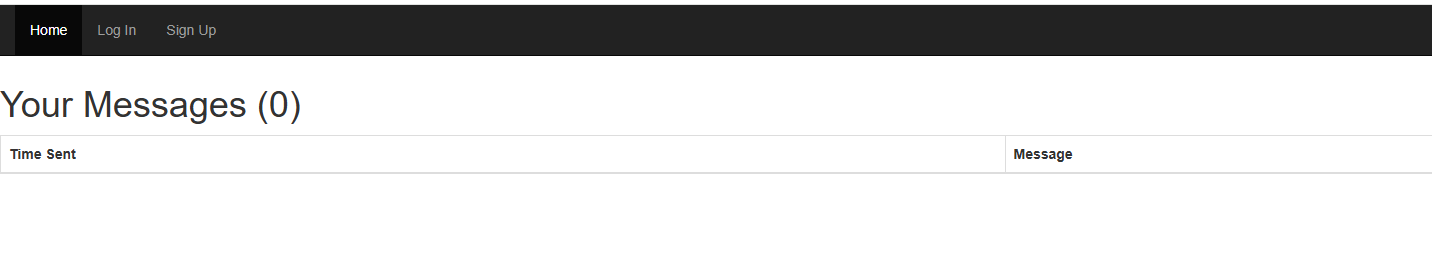 Home Log In Sign Up
Your Messages (0)
Time Sent Message